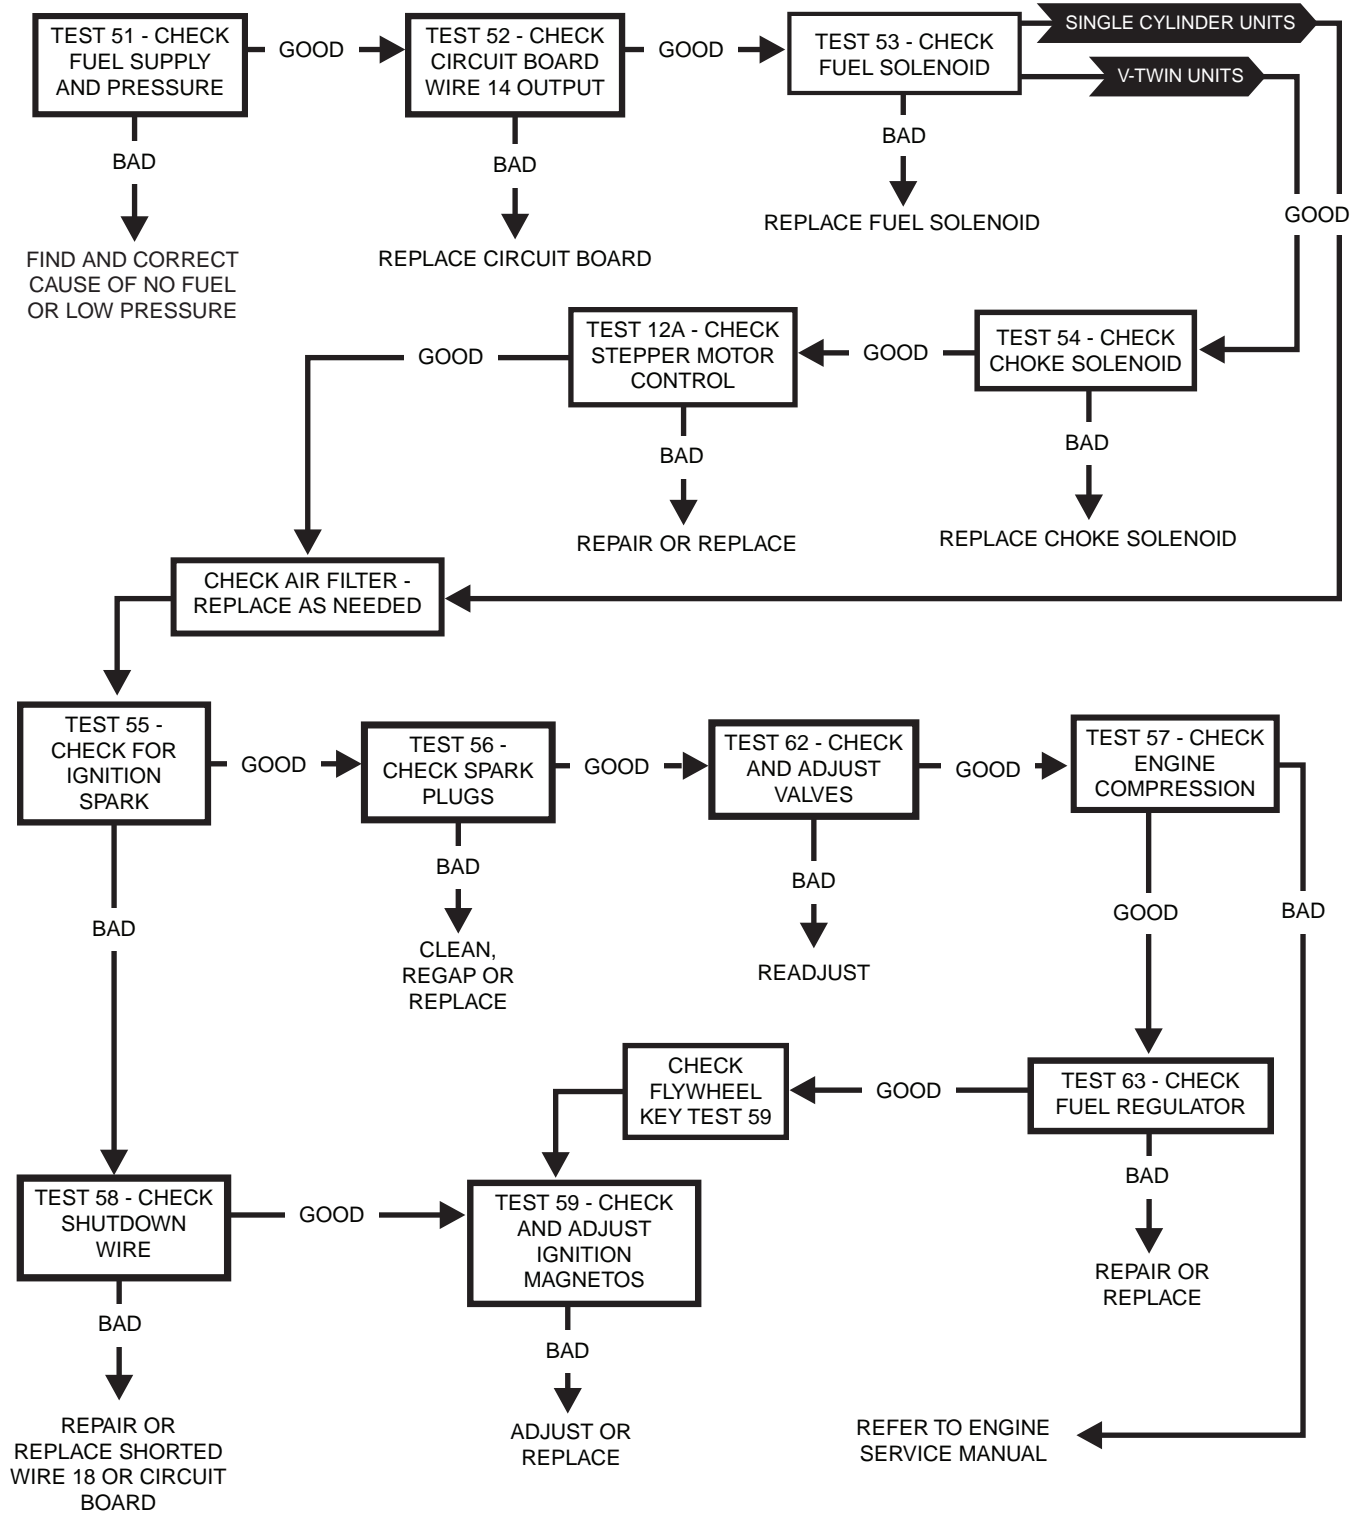 TEST 51 - CHECK
FUEL SUPPLY
AND PRESSURE
GOOD
TEST 52 - CHECK
CIRCUIT BOARD
WIRE 14 OUTPUT
GOOD
TEST 53 - CHECK
FUEL SOLENOID
SINGLE CYLINDER UNITS
V-TWIN UNITS
BAD
BAD
BAD
GOOD
FIND AND CORRECT
CAUSE OF NO FUEL
OR LOW PRESSURE
REPLACE CIRCUIT BOARD
REPLACE FUEL SOLENOID
GOOD
TEST 12A - CHECK
STEPPER MOTOR
CONTROL
GOOD
TEST 54 - CHECK
CHOKE SOLENOID
BAD
BAD
REPAIR OR REPLACE
REPLACE CHOKE SOLENOID
CHECK AIR FILTER -
REPLACE AS NEEDED
TEST 55 -
CHECK FOR
IGNITION
SPARK
GOOD
TEST 56 -
CHECK SPARK
PLUGS
GOOD
TEST 62 - CHECK
AND ADJUST
VALVES
GOOD
TEST 57 - CHECK
ENGINE
COMPRESSION
BAD
BAD
BAD
GOOD
BAD
CLEAN,
REGAP OR
REPLACE
READJUST
CHECK
FLYWHEEL
KEY TEST 59
GOOD
TEST 63 - CHECK
FUEL REGULATOR
BAD
TEST 58 - CHECK
SHUTDOWN
WIRE
GOOD
TEST 59 - CHECK
AND ADJUST
IGNITION
MAGNETOS
REPAIR OR
REPLACE
BAD
BAD
REPAIR OR
REPLACE SHORTED
WIRE 18 OR CIRCUIT
BOARD
ADJUST OR
REPLACE
REFER TO ENGINE
SERVICE MANUAL